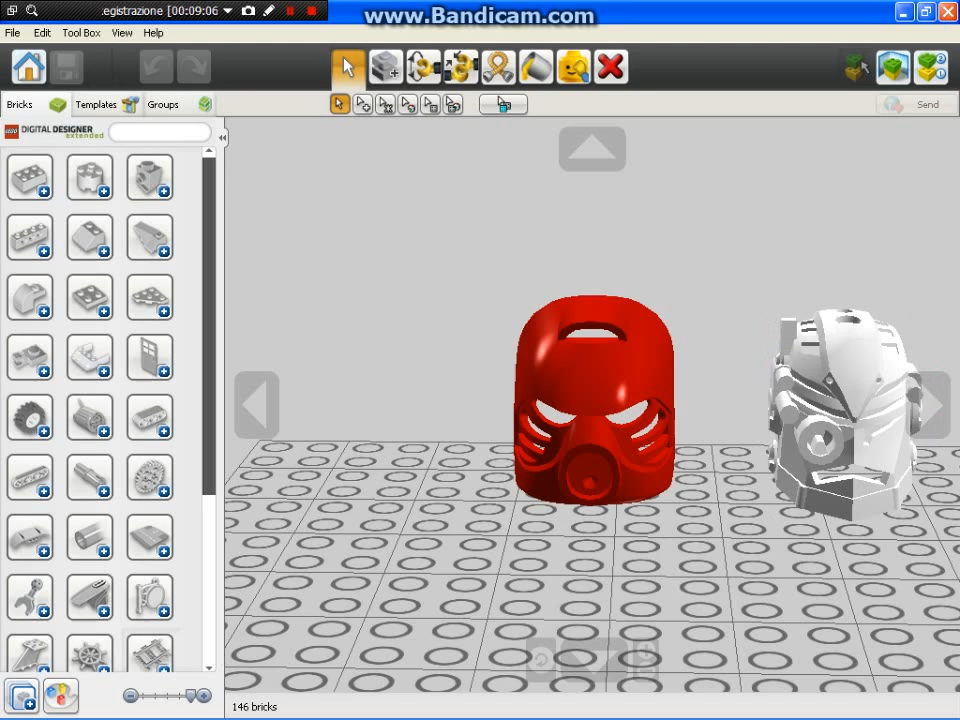 .egistrazione [00:09:06
www.Bandicam.com
File Edit Tool Box View Help
Bricks Templates Groups
Send
LEGO DIGITAL DESIGNER
extended
146 bricks